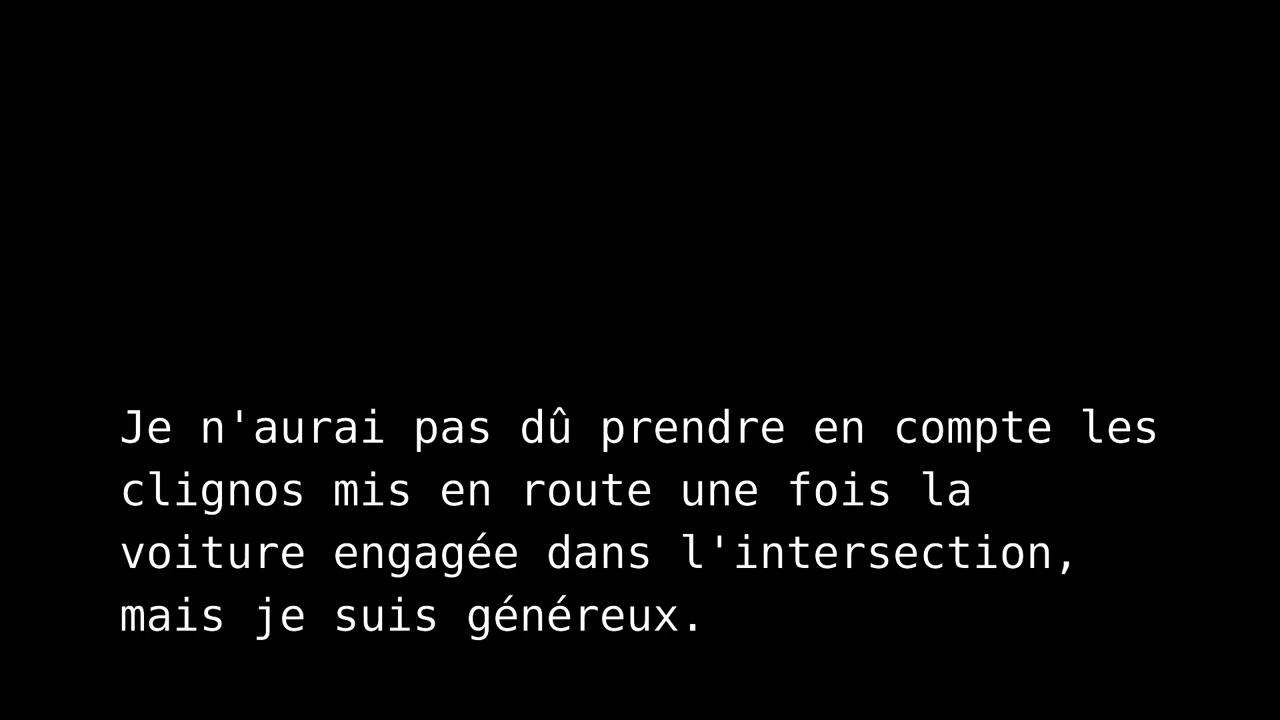 Je n'aurai pas dû prendre en compte les
clignos mis en route une fois la
voiture engagée dans l'intersection,
mais je suis généreux.